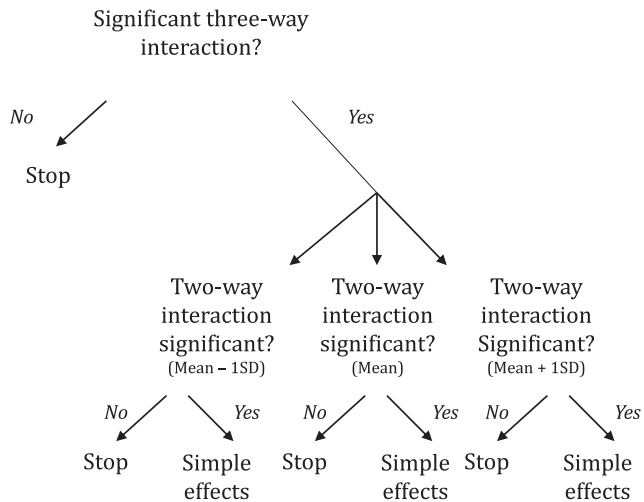 Significant three-way
interaction?
No
Yes
Stop
Two-way
interaction
significant?
(Mean – 1SD)
Two-way
interaction
significant?
(Mean)
Two-way
interaction
Significant?
(Mean + 1SD)
No
Yes
No
Yes
No
Yes
Stop
Simple
effects
Stop
Simple
effects
Stop
Simple
effects